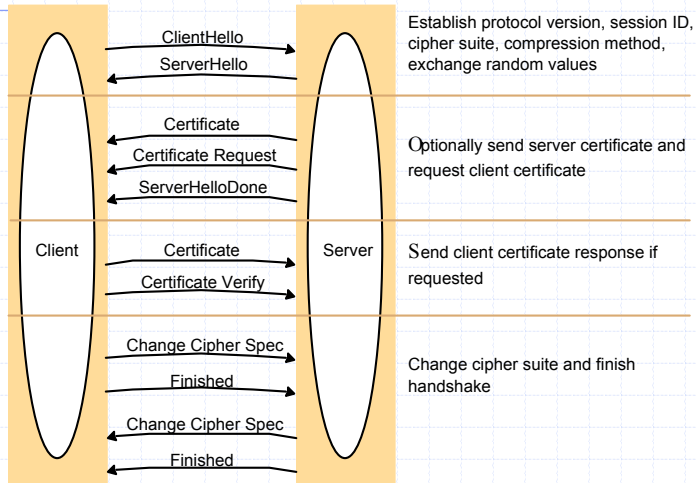 ClientHello
ServerHello
Establish protocol version, session ID,
cipher suite, compression method,
exchange random values
Certificate
Certificate Request
ServerHelloDone
Optionally send server certificate and
request client certificate
Client
Server
Certificate
Certificate Verify
Send client certificate response if
requested
Change Cipher Spec
Finished
Change Cipher Spec
Finished
Change cipher suite and finish
handshake